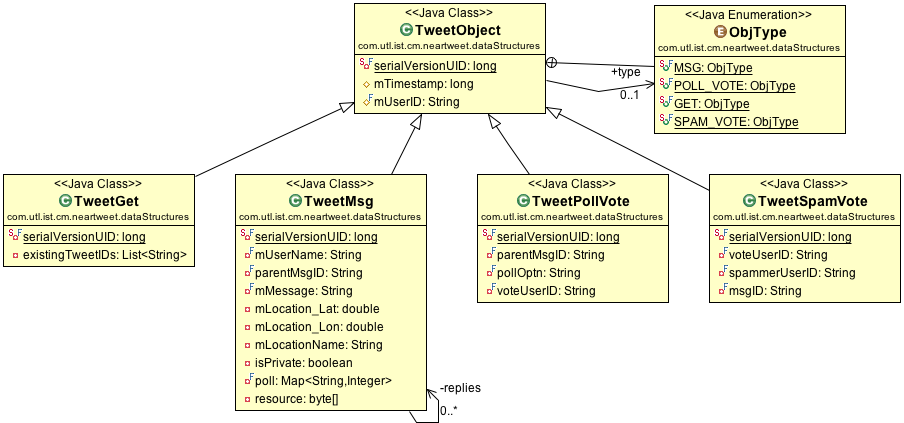 <<Java Class>>
TweetObject
com.utl.ist.cm.neartweet.dataStructures
serialVersionUID: long
mTimestamp: long
mUserID: String
<<Java Enumeration>>
ObjType
com.utl.ist.cm.neartweet.dataStructures
MSG: ObjType
POLL_VOTE: ObjType
GET: ObjType
SPAM_VOTE: ObjType
+type
0..1
<<Java Class>>
TweetGet
com.utl.ist.cm.neartweet.dataStructures
serialVersionUID: long
existingTweetIDs: List<String>
<<Java Class>>
TweetMsg
com.utl.ist.cm.neartweet.dataStructures
serialVersionUID: long
mUserName: String
parentMsgID: String
mMessage: String
mLocation_Lat: double
mLocation_Lon: double
mLocationName: String
isPrivate: boolean
poll: Map<String,Integer>
resource: byte[]
-replies
0..*
<<Java Class>>
TweetPollVote
com.utl.ist.cm.neartweet.dataStructures
serialVersionUID: long
parentMsgID: String
pollOptn: String
voteUserID: String
<<Java Class>>
TweetSpamVote
com.utl.ist.cm.neartweet.dataStructures
serialVersionUID: long
voteUserID: String
spammerUserID: String
msgID: String